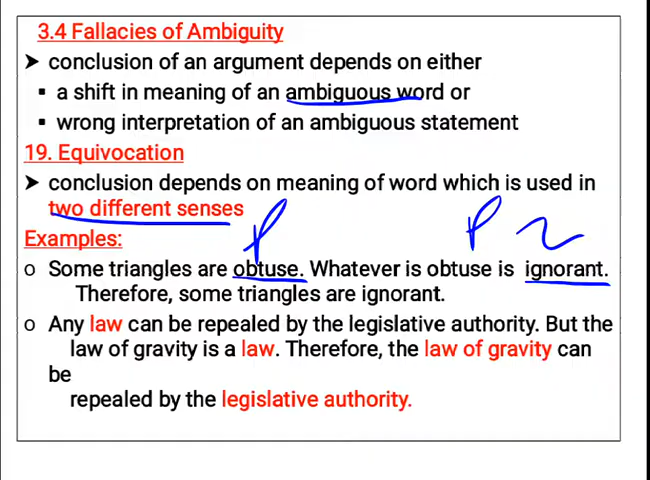 3.4 Fallacies of Ambiguity
➤ conclusion of an argument depends on either
▪ a shift in meaning of an ambiguous word or
▪ wrong interpretation of an ambiguous statement
19. Equivocation
➤ conclusion depends on meaning of word which is used in
two different senses
Examples:
o Some triangles are obtuse. Whatever is obtuse is ignorant.
Therefore, some triangles are ignorant.
o Any law can be repealed by the legislative authority. But the
law of gravity is a law. Therefore, the law of gravity can
be
repealed by the legislative authority.